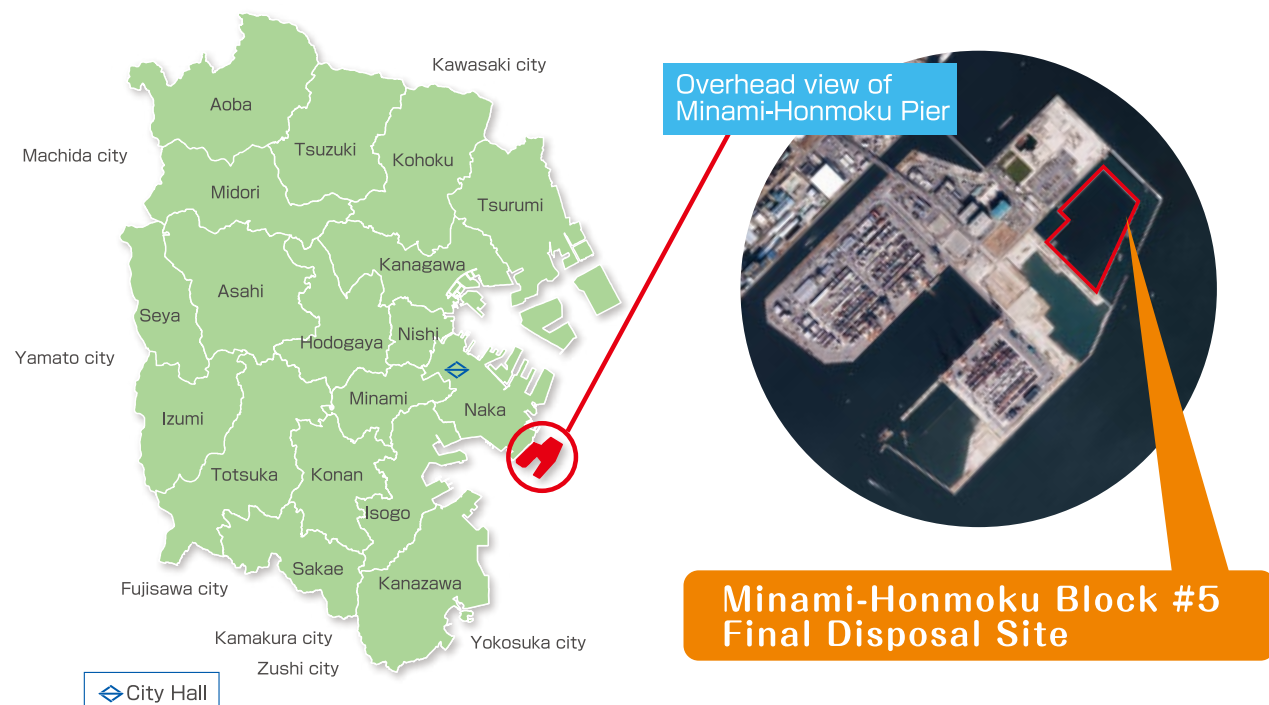 Kawasaki city
Aoba
Machida city
Tsuzuki
Kohoku
Midori
Tsurumi
Kanagawa
Asahi
Seya
Nishi
Hodogaya
Yamato city
Minami
Naka
Izumi
Totsuka
Konan
Isogo
Sakae
Kanazawa
Fujisawa city
Kamakura city
Yokosuka city
Zushi city
City Hall
Overhead view of
Minami-Honmoku Pier
Minami-Honmoku Block #5
Final Disposal Site